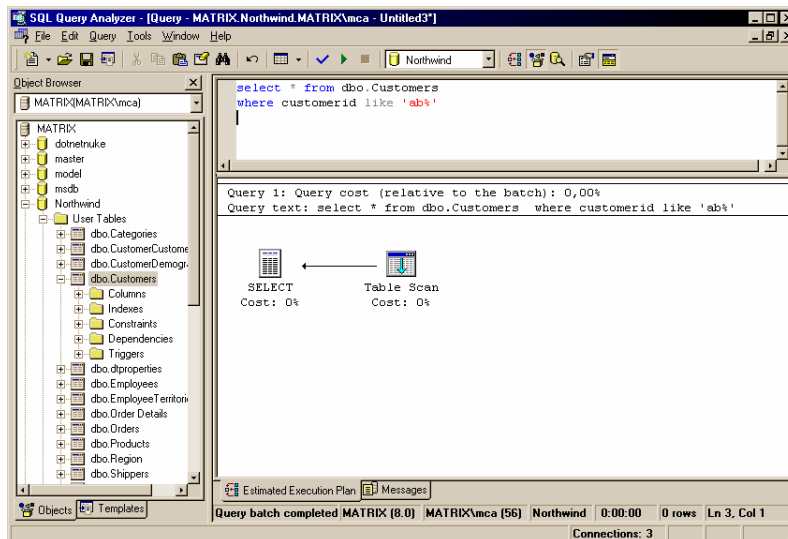 SQL Query Analyzer - [Query - MATRIX.Northwind.MATRIX\mca - Untitled3*]
File Edit Query Tools Window Help
Northwind
Object Browser
MATRIX(MATRIX\mca)
MATRIX
dotnetnuke
master
model
msdb
Northwind
User Tables
dbo.Categories
dbo.CustomerCustome
dbo.CustomerDemogr
dbo.Customers
Columns
Indexes
Constraints
Dependencies
Triggers
dbo.dtproperties
dbo.Employees
dbo.EmployeeTerritori
dbo.Order Details
dbo.Orders
dbo.Products
dbo.Region
dbo.Shippers
Objects Templates
select * from dbo.Customers
where customerid like 'ab%'
Query 1: Query cost (relative to the batch): 0,00%
Query text: select * from dbo.Customers where customerid like 'ab%'
SELECT Table Scan
Cost: 0% Cost: 0%
Estimated Execution Plan Messages
Query batch completed MATRIX (8.0) MATRIX\mca (56) Northwind 0:00:00 0 rows Ln 3, Col 1
Connections: 3